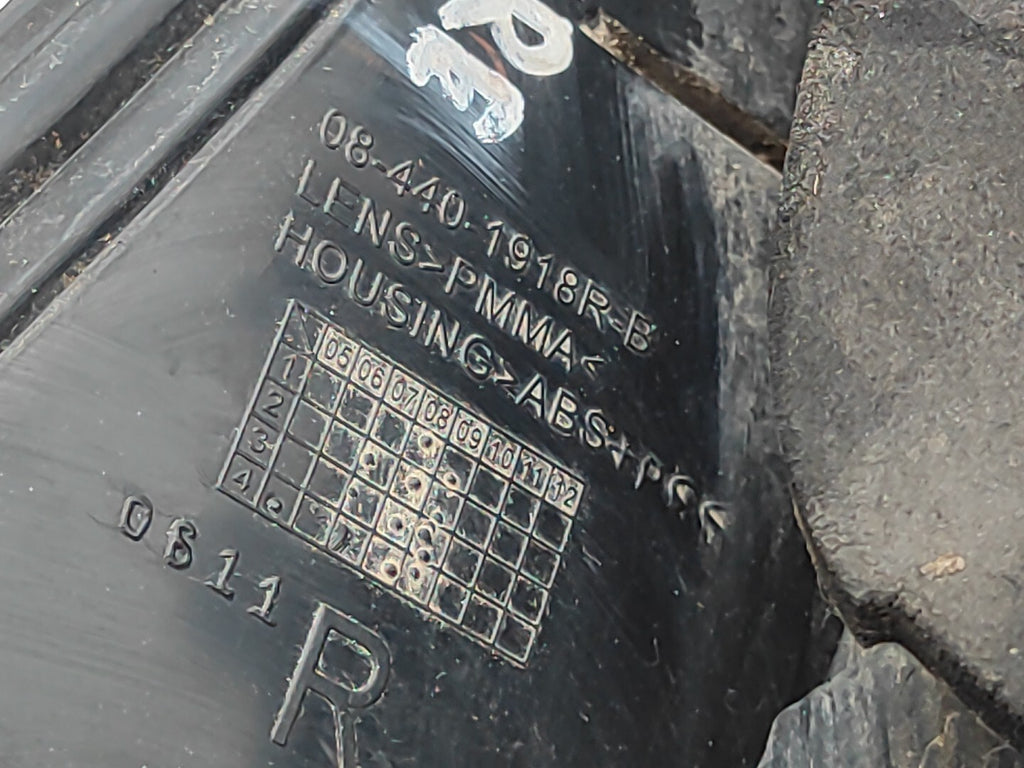 PE
08-440-1918R-B
LENS>PMMA<
HOUSING>ABS+PC<
05 06 07 08 09 10 11 12
1
2
3
4
0611
R